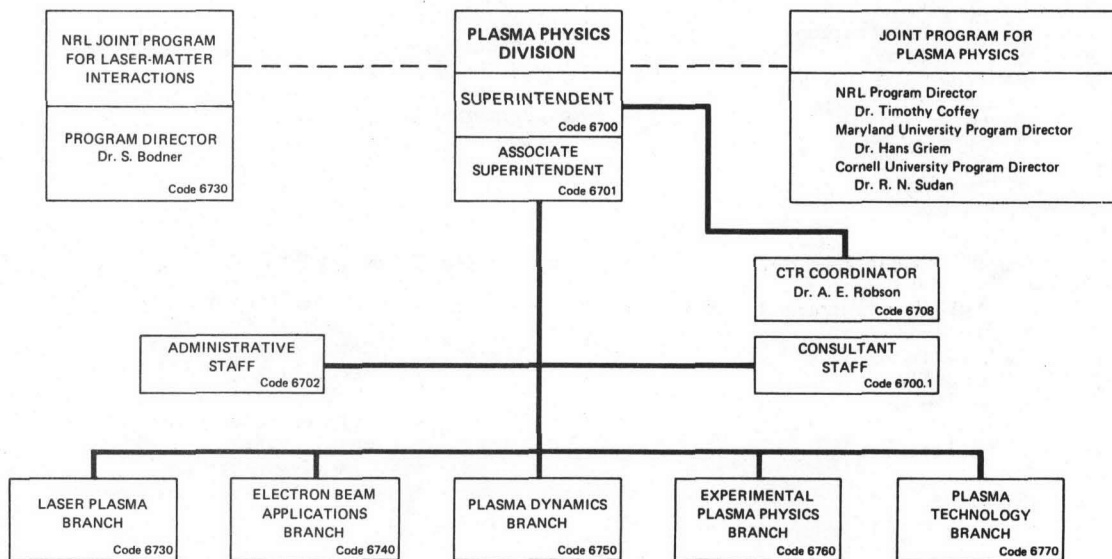 NRL JOINT PROGRAM
FOR LASER-MATTER
INTERACTIONS
PROGRAM DIRECTOR
Dr. S. Bodner
Code 6730
PLASMA PHYSICS
DIVISION
SUPERINTENDENT
Code 6700
ASSOCIATE
SUPERINTENDENT
Code 6701
JOINT PROGRAM FOR
PLASMA PHYSICS
NRL Program Director
Dr. Timothy Coffey
Maryland University Program Director
Dr. Hans Griem
Cornell University Program Director
Dr. R. N. Sudan
CTR COORDINATOR
Dr. A. E. Robson
Code 6708
ADMINISTRATIVE
STAFF
Code 6702
CONSULTANT
STAFF
Code 6700.1
LASER PLASMA
BRANCH
Code 6730
ELECTRON BEAM
APPLICATIONS
BRANCH
Code 6740
PLASMA DYNAMICS
BRANCH
Code 6750
EXPERIMENTAL
PLASMA PHYSICS
BRANCH
Code 6760
PLASMA
TECHNOLOGY
BRANCH
Code 6770